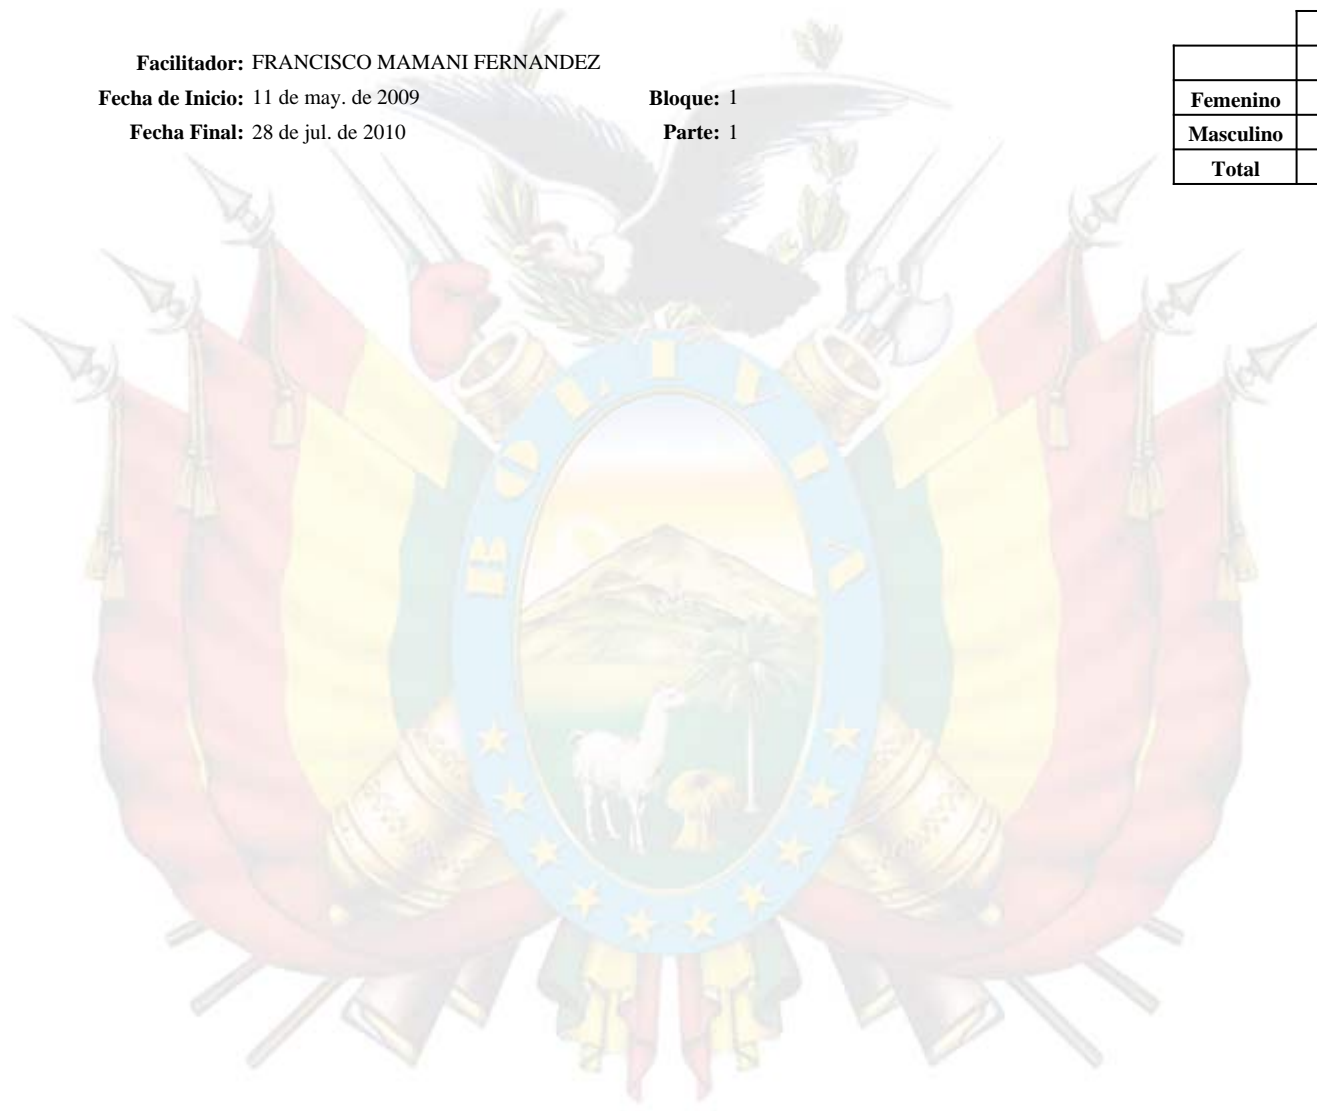 Facilitador: FRANCISCO MAMANI FERNANDEZ
Fecha de Inicio: 11 de may. de 2009 Bloque: 1
Fecha Final: 28 de jul. de 2010 Parte: 1
Femenino
Masculino
Total
BOLIVIA